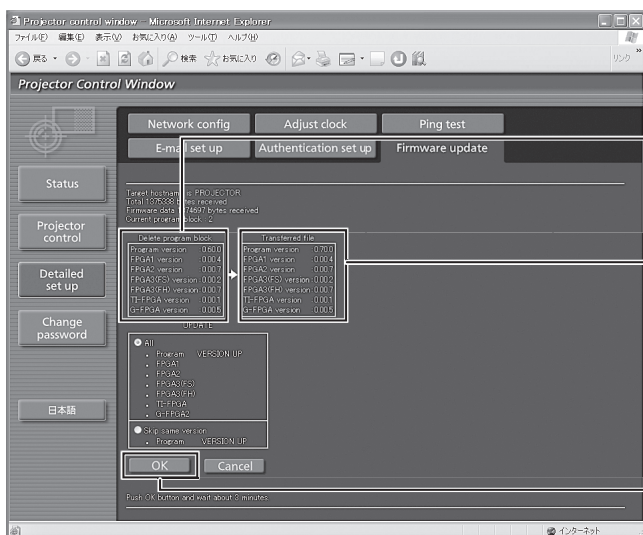 Projector control window - Microsoft Internet Explorer
ファイル(F) 編集(E) 表示(V) お気に入り(A) ツール(T) ヘルプ(H)
戻る 検索 お気に入り リンク »
Projector Control Window
Network config Adjust clock Ping test
E-mail set up Authentication set up Firmware update
Status
Projector control
Detailed set up
Change password
日本語
Target hostname is PROJECTOR
Total 1375338 bytes received
Firmware data 1374697 bytes received
Current program block : 2
Delete program block
Program version 0.60.0
FPGA1 version 0.00.4
FPGA2 version 0.00.7
FPGA3(FS) version 0.00.2
FPGA3(FH) version 0.00.7
TI-FPGA version 0.00.1
G-FPGA version 0.00.5
Transferred file
Program version 0.70.0
FPGA1 version 0.00.4
FPGA2 version 0.00.7
FPGA3(FS) version 0.00.2
FPGA3(FH) version 0.00.7
TI-FPGA version 0.00.1
G-FPGA version 0.00.5
UPDATE
All
. Program VERSION UP
. FPGA1
. FPGA2
. FPGA3(FS)
. FPGA3(FH)
. TI-FPGA
. G-FPGA2
Skip same version
. Program VERSION UP
OK Cancel
Push OK button and wait about 3 minutes.
インターネット